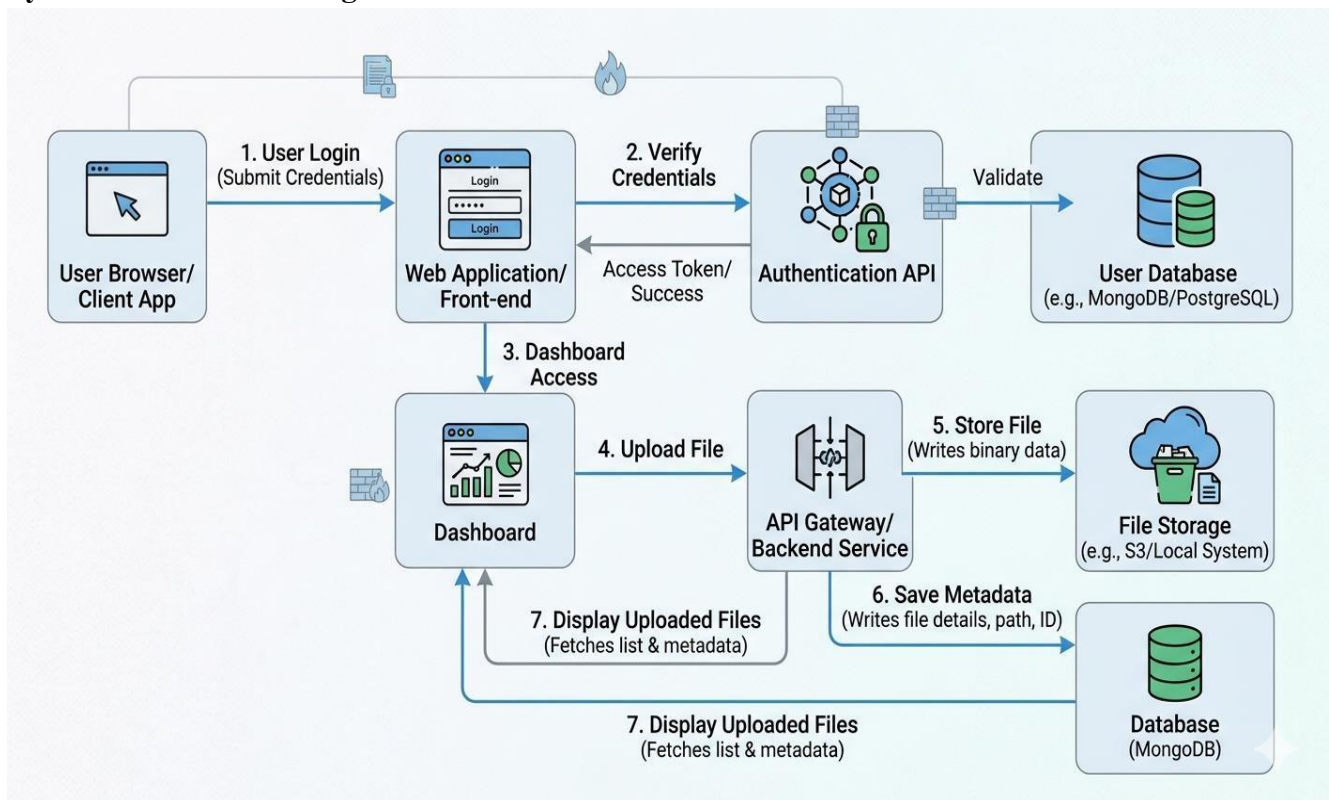 1. User Login
(Submit Credentials)
Login
•••••
Login
2. Verify
Credentials
Access Token/
Success
Validate
User Browser/
Client App
Web Application/
Front-end
Authentication API
User Database
(e.g., MongoDB/PostgreSQL)
3. Dashboard
Access
4. Upload File
5. Store File
(Writes binary data)
Dashboard
API Gateway/
Backend Service
File Storage
(e.g., S3/Local System)
6. Save Metadata
(Writes file details, path, ID)
7. Display Uploaded Files
(Fetches list & metadata)
7. Display Uploaded Files
(Fetches list & metadata)
Database
(MongoDB)